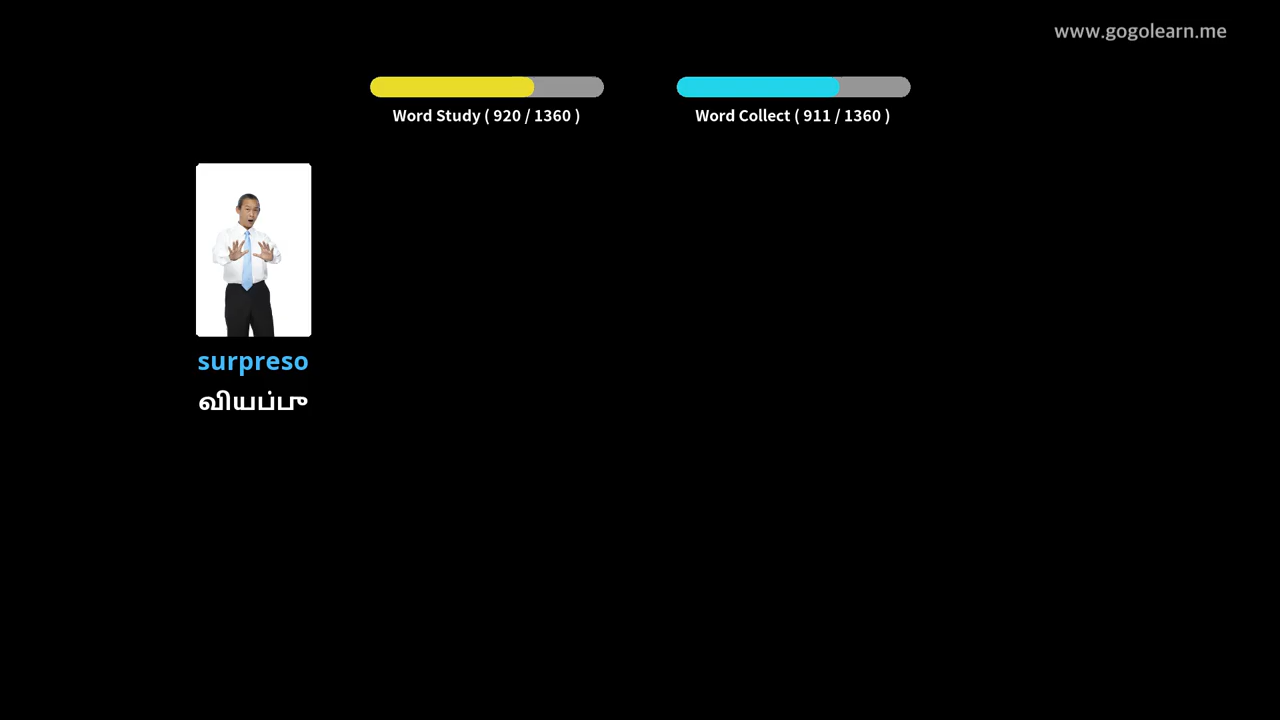 www.gogolearn.me
Word Study ( 920 / 1360 )
Word Collect ( 911 / 1360 )
surpreso
வியப்பு